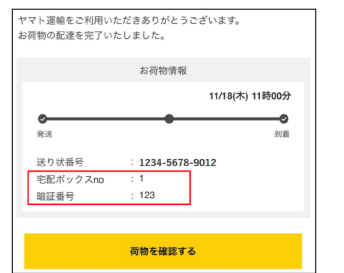 ヤマト運輸をご利用いただきありがとうございます。
お荷物の配達を完了いたしました。
お荷物情報
11/18(木) 11時00分
発送 到着
送り状番号 : 1234-5678-9012
宅配ボックスno : 1
暗証番号 : 123
荷物を確認する